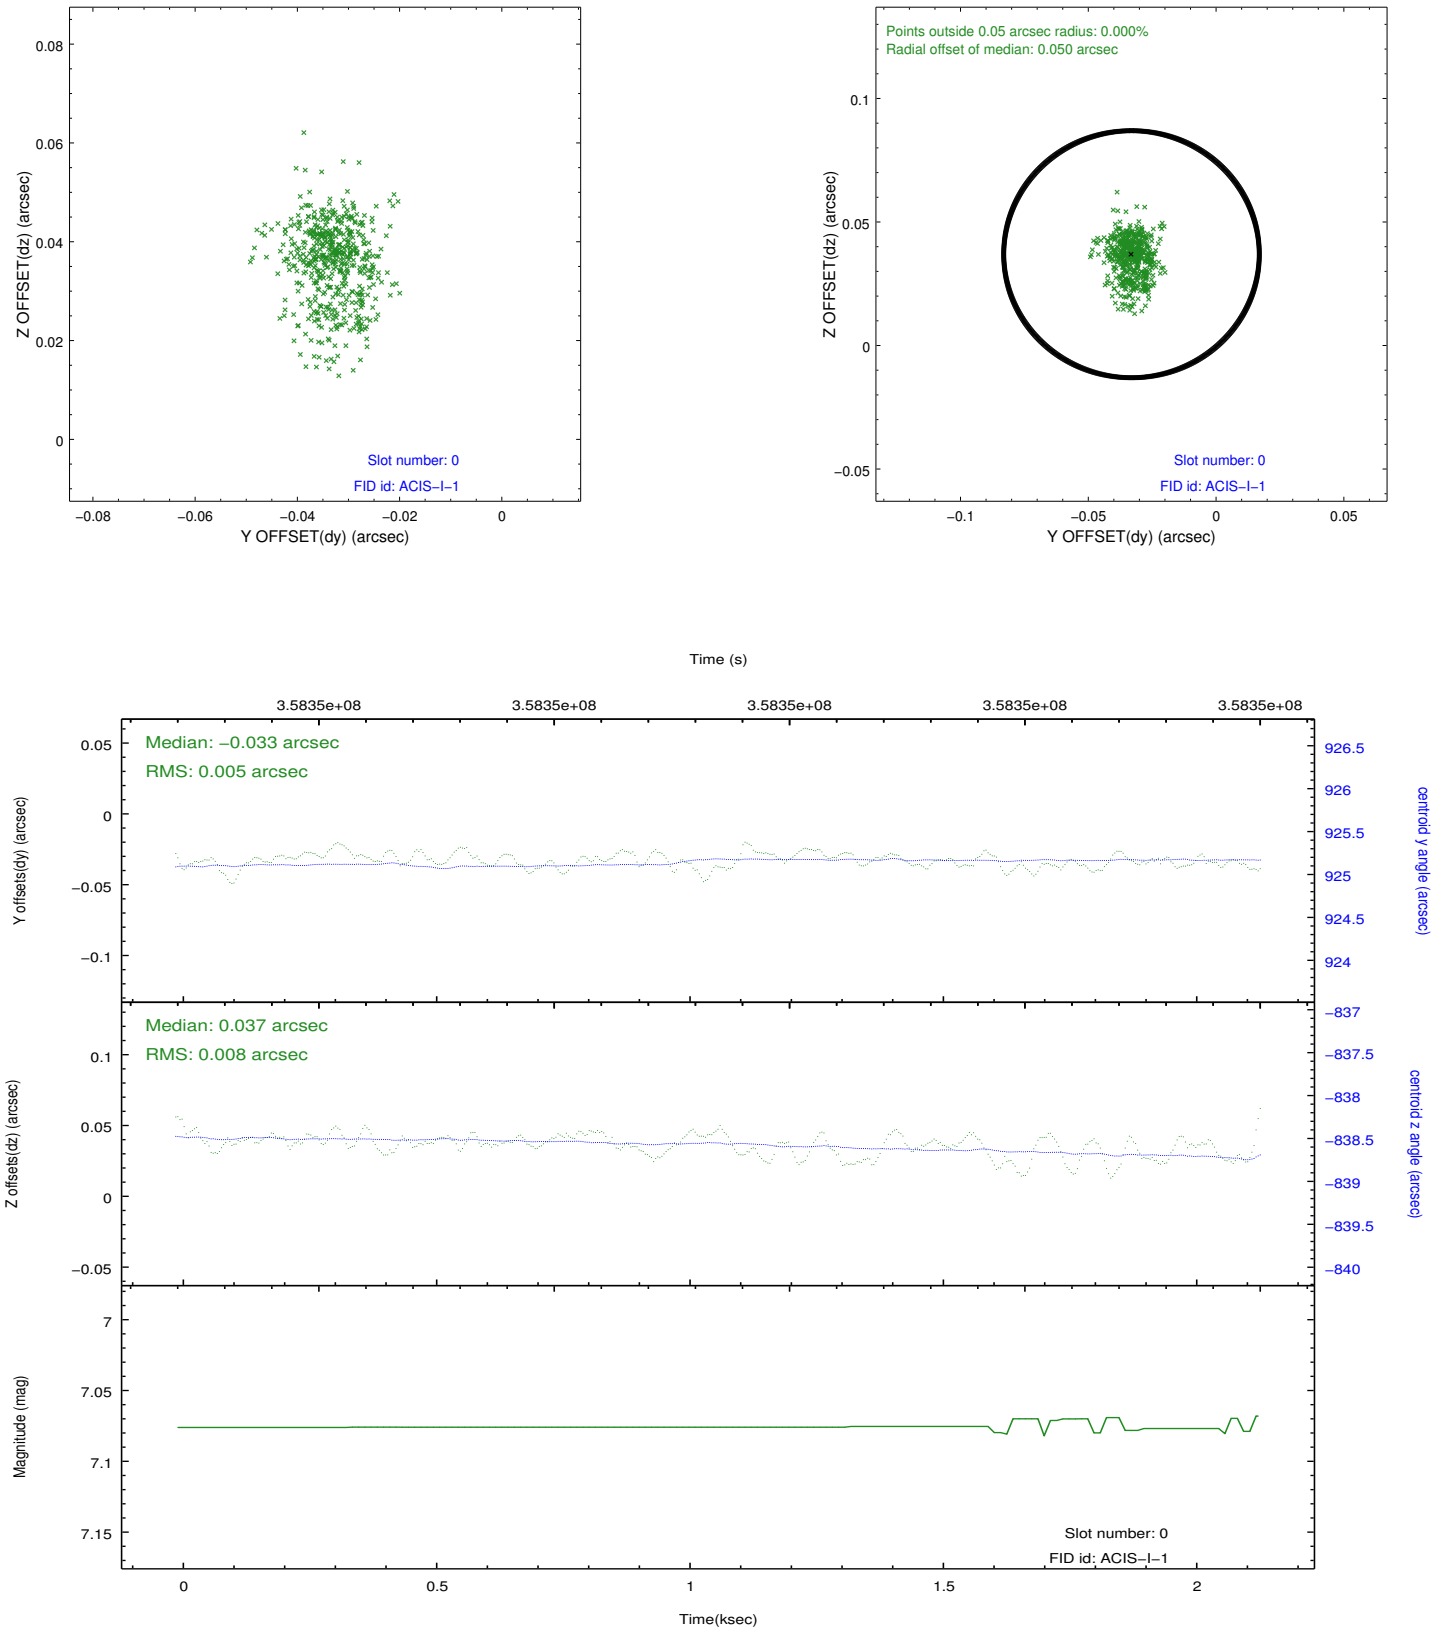 0.08
0.06
0.04
0.02
0
Z OFFSET(dz) (arcsec)
Slot number: 0
FID id: ACIS−I−1
−0.08 −0.06 −0.04 −0.02 0
Y OFFSET(dy) (arcsec)
Points outside 0.05 arcsec radius: 0.000%
Radial offset of median: 0.050 arcsec
0.1
0.05
0
−0.05
Z OFFSET(dz) (arcsec)
Slot number: 0
FID id: ACIS−I−1
−0.1 −0.05 0 0.05
Y OFFSET(dy) (arcsec)
Time (s)
3.5835e+08 3.5835e+08 3.5835e+08 3.5835e+08 3.5835e+08
Median: −0.033 arcsec
RMS: 0.005 arcsec
0.05
0
−0.05
−0.1
Y offsets(dy) (arcsec)
926.5
926
925.5
925
924.5
924
centroid y angle (arcsec)
Median: 0.037 arcsec
RMS: 0.008 arcsec
0.1
0.05
0
−0.05
Z offsets(dz) (arcsec)
−837
−837.5
−838
−838.5
−839
−839.5
−840
centroid z angle (arcsec)
7
7.05
7.1
7.15
Magnitude (mag)
Slot number: 0
FID id: ACIS−I−1
0 0.5 1 1.5 2
Time(ksec)